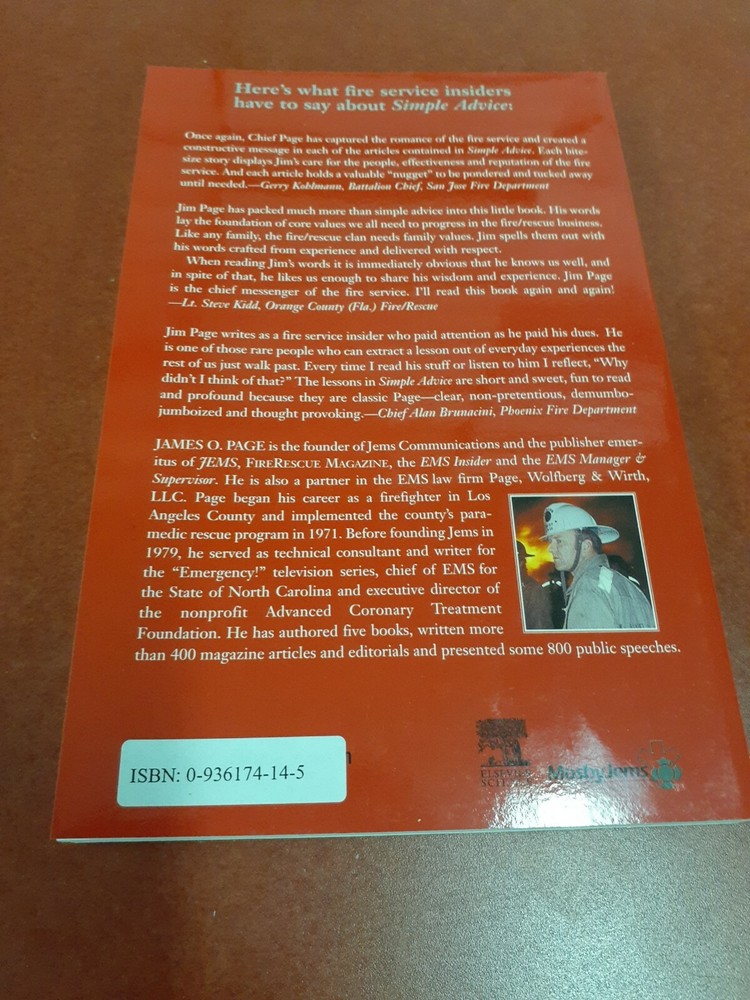 Here's what fire service insiders
have to say about Simple Advice:
Once again, Chief Page has captured the romance of the fire service and created a
constructive message in each of the articles contained in Simple Advice. Each bite-
size story displays Jim's care for the people, effectiveness and reputation of the fire
service. And each article holds a valuable "nugget" to be pondered and tucked away
until needed.—Gerry Kohlmann, Battalion Chief, San Jose Fire Department
Jim Page has packed much more than simple advice into this little book. His words
lay the foundation of core values we all need to progress in the fire/rescue business.
Like any family, the fire/rescue clan needs family values. Jim spells them out with
his words crafted from experience and delivered with respect.
When reading Jim's words it is immediately obvious that he knows us well, and
in spite of that, he likes us enough to share his wisdom and experience. Jim Page
is the chief messenger of the fire service. I'll read this book again and again!
—Lt. Steve Kidd, Orange County (Fla.) Fire/Rescue
Jim Page writes as a fire service insider who paid attention as he paid his dues. He
is one of those rare people who can extract a lesson out of everyday experiences the
rest of us just walk past. Every time I read his stuff or listen to him I reflect, "Why
didn't I think of that?" The lessons in Simple Advice are short and sweet, fun to read
and profound because they are classic Page—clear, non-pretentious, demumbo-
jumboized and thought provoking.—Chief Alan Brunacini, Phoenix Fire Department
JAMES O. PAGE is the founder of Jems Communications and the publisher emer-
itus of JEMS, FIRERESCUE MAGAZINE, the EMS Insider and the EMS Manager &
Supervisor. He is also a partner in the EMS law firm Page, Wolfberg & Wirth,
LLC. Page began his career as a firefighter in Los
Angeles County and implemented the county's para-
medic rescue program in 1971. Before founding Jems in
1979, he served as technical consultant and writer for
the "Emergency!" television series, chief of EMS for
the State of North Carolina and executive director of
the nonprofit Advanced Coronary Treatment
Foundation. He has authored five books, written more
than 400 magazine articles and editorials and presented some 800 public speeches.
ISBN: 0-936174-14-5
ELSEVIER
MosbyJems